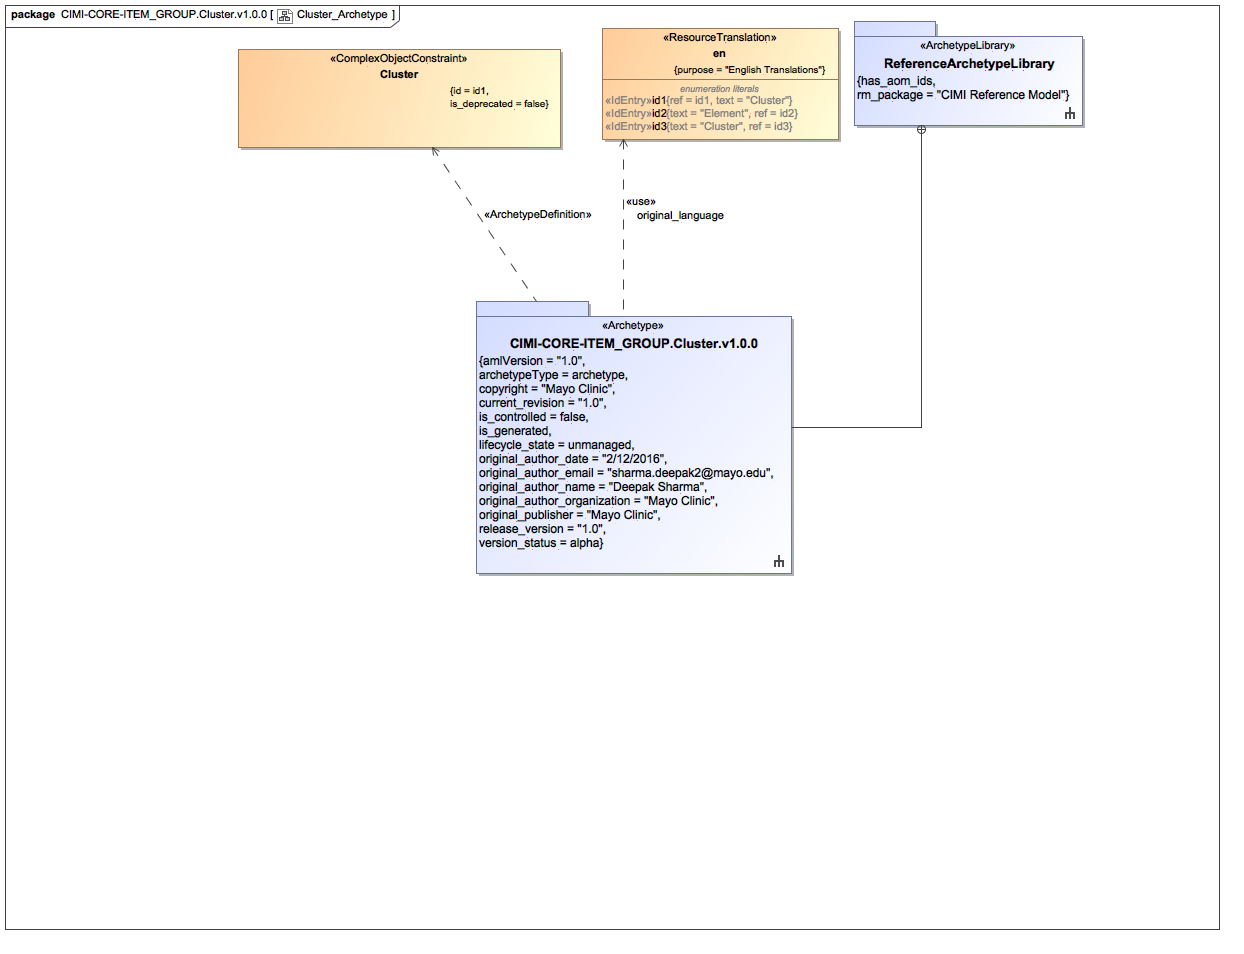 package CIMI-CORE-ITEM_GROUP.Cluster.v1.0.0 [ Cluster_Archetype ]
«ComplexObjectConstraint»
Cluster
{id = id1,
is_deprecated = false}
«ResourceTranslation»
en
{purpose = "English Translations"}
enumeration literals
«IdEntry»id1{ref = id1, text = "Cluster"}
«IdEntry»id2{text = "Element", ref = id2}
«IdEntry»id3{text = "Cluster", ref = id3}
«ArchetypeLibrary»
ReferenceArchetypeLibrary
{has_aom_ids,
rm_package = "CIMI Reference Model"}
«ArchetypeDefinition»
«use»
original_language
«Archetype»
CIMI-CORE-ITEM_GROUP.Cluster.v1.0.0
{amlVersion = "1.0",
archetypeType = archetype,
copyright = "Mayo Clinic",
current_revision = "1.0",
is_controlled = false,
is_generated,
lifecycle_state = unmanaged,
original_author_date = "2/12/2016",
original_author_email = "sharma.deepak2@mayo.edu",
original_author_name = "Deepak Sharma",
original_author_organization = "Mayo Clinic",
original_publisher = "Mayo Clinic",
release_version = "1.0",
version_status = alpha}